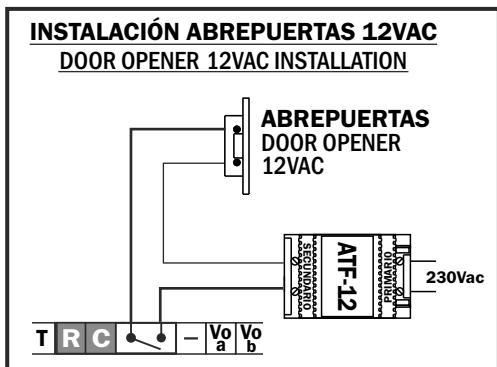 INSTALACIÓN ABREPUERTAS 12VAC
DOOR OPENER 12VAC INSTALLATION
ABREPUERTAS
DOOR OPENER
12VAC
SECUNDARIO
ATF-12
PRIMARIO
230Vac
T R C – Vo a Vo b